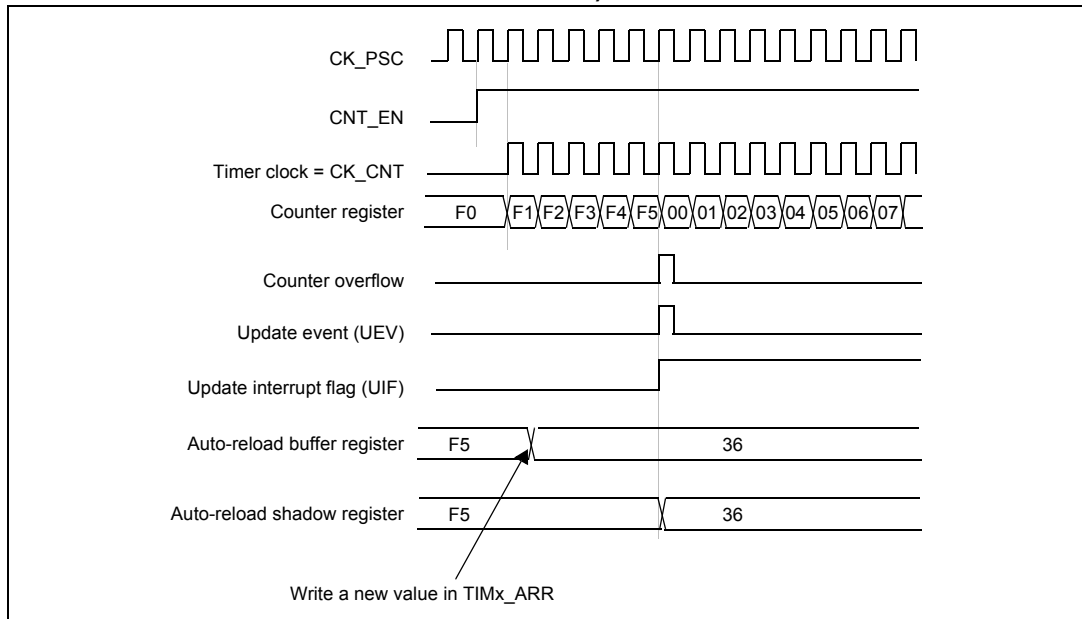 CK_PSC
CNT_EN
Timer clock = CK_CNT
Counter register F0 F1 F2 F3 F4 F5 00 01 02 03 04 05 06 07
Counter overflow
Update event (UEV)
Update interrupt flag (UIF)
Auto-reload buffer register F5 36
Auto-reload shadow register F5 36
Write a new value in TIMx_ARR